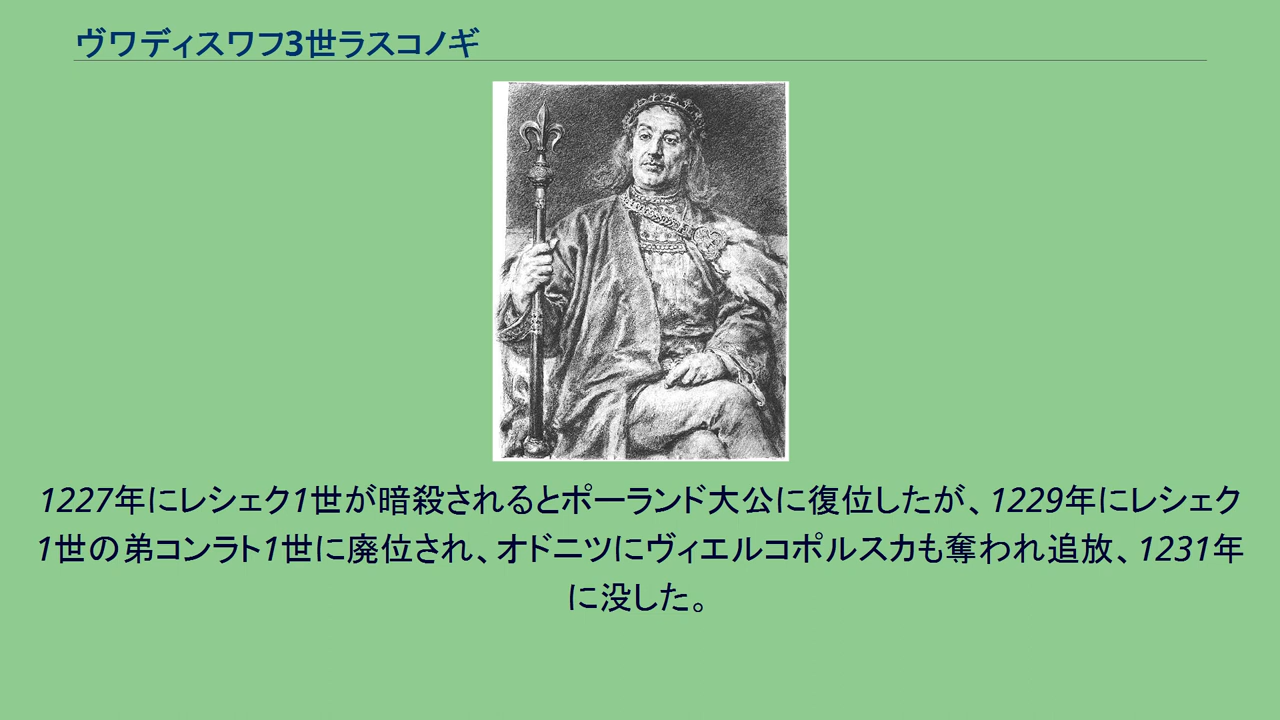 ヴワディスワフ3世ラスコノギ
1227年にレシェク1世が暗殺されるとポーランド大公に復位したが、1229年にレシェク
1世の弟コンラト1世に廃位され、オドニツにヴィエルコポルスカも奪われ追放、1231年
に没した。